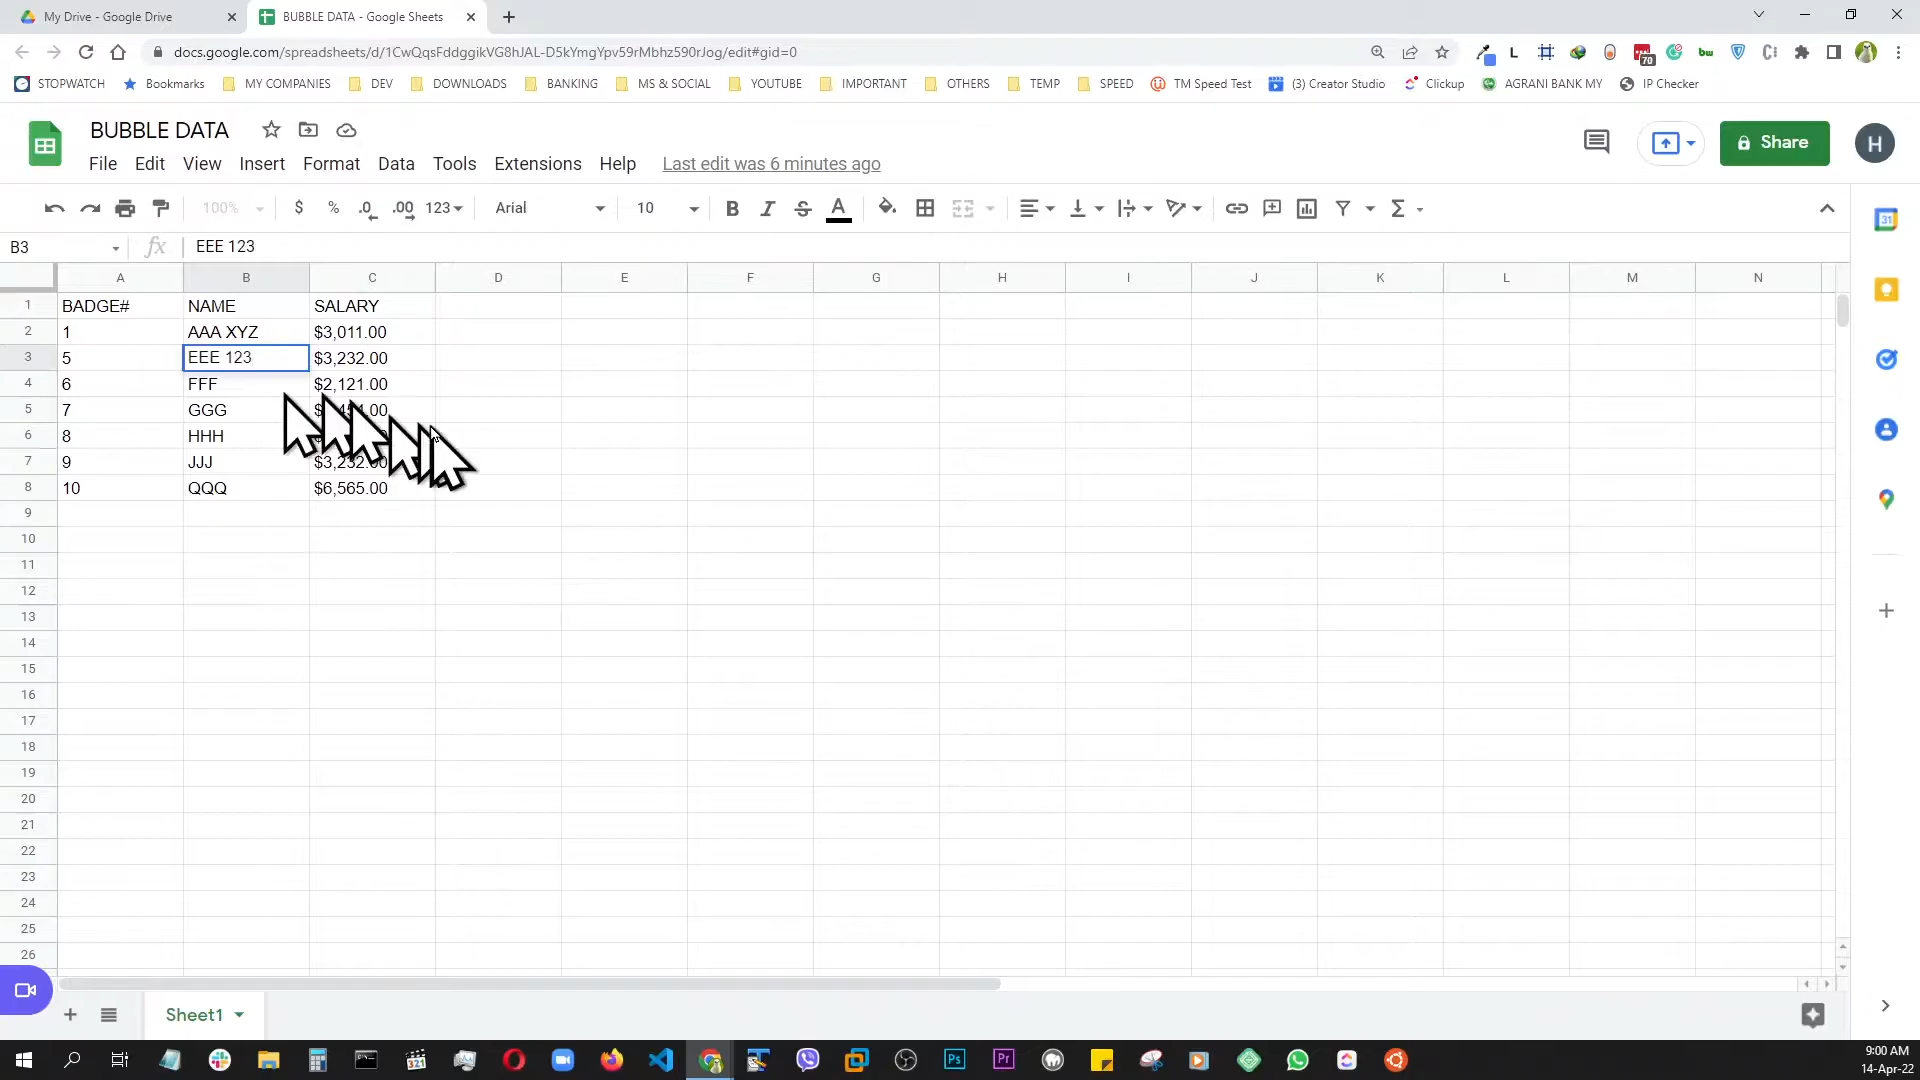 My Drive - Google Drive
BUBBLE DATA - Google Sheets
docs.google.com/spreadsheets/d/1CwQqsFddggikVG8hJAL-D5kYmgYpv59rMbhz590rJog/edit#gid=0
70
STOPWATCH
Bookmarks
MY COMPANIES
DEV
DOWNLOADS
BANKING
MS & SOCIAL
YOUTUBE
IMPORTANT
OTHERS
TEMP
SPEED
TM Speed Test
(3) Creator Studio
Clickup
AGRANI BANK MY
IP Checker
BUBBLE DATA
Share
H
File Edit View Insert Format Data Tools Extensions Help Last edit was 6 minutes ago
100% $ % .0 .00 123 Arial 10 B I S A
B3 fx EEE 123
A B C D E F G H I J K L M N
1 BADGE# NAME SALARY
2 1 AAA XYZ $3,011.00
3 5 EEE 123 $3,232.00
4 6 FFF $2,121.00
5 7 GGG
6 8 HHH
7 9 JJJ $3,232.00
8 10 QQQ $6,565.00
9
10
11
12
13
14
15
16
17
18
19
20
21
22
23
24
25
26
Sheet1
9:00 AM
14-Apr-22